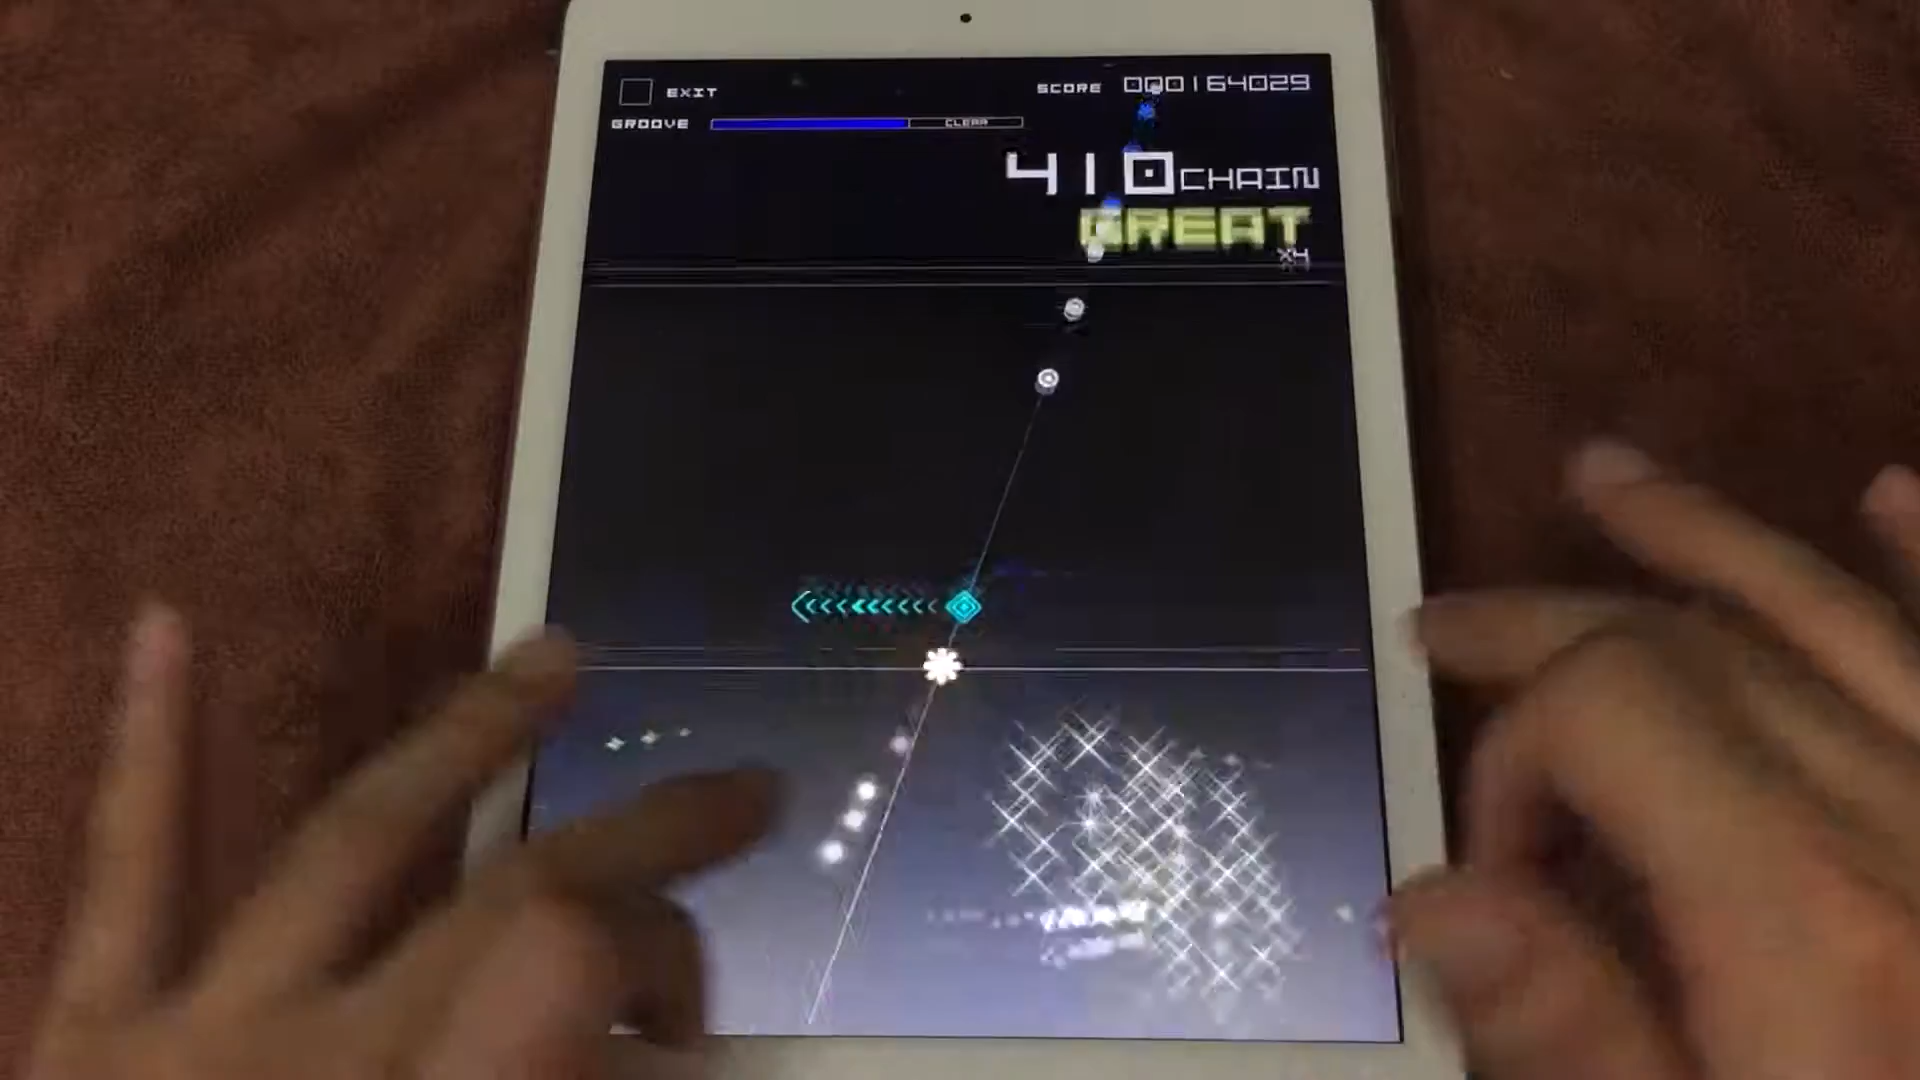 EXIT
SCORE 000164029
GROOVE CLEAR
410 CHAIN
GREAT
x4